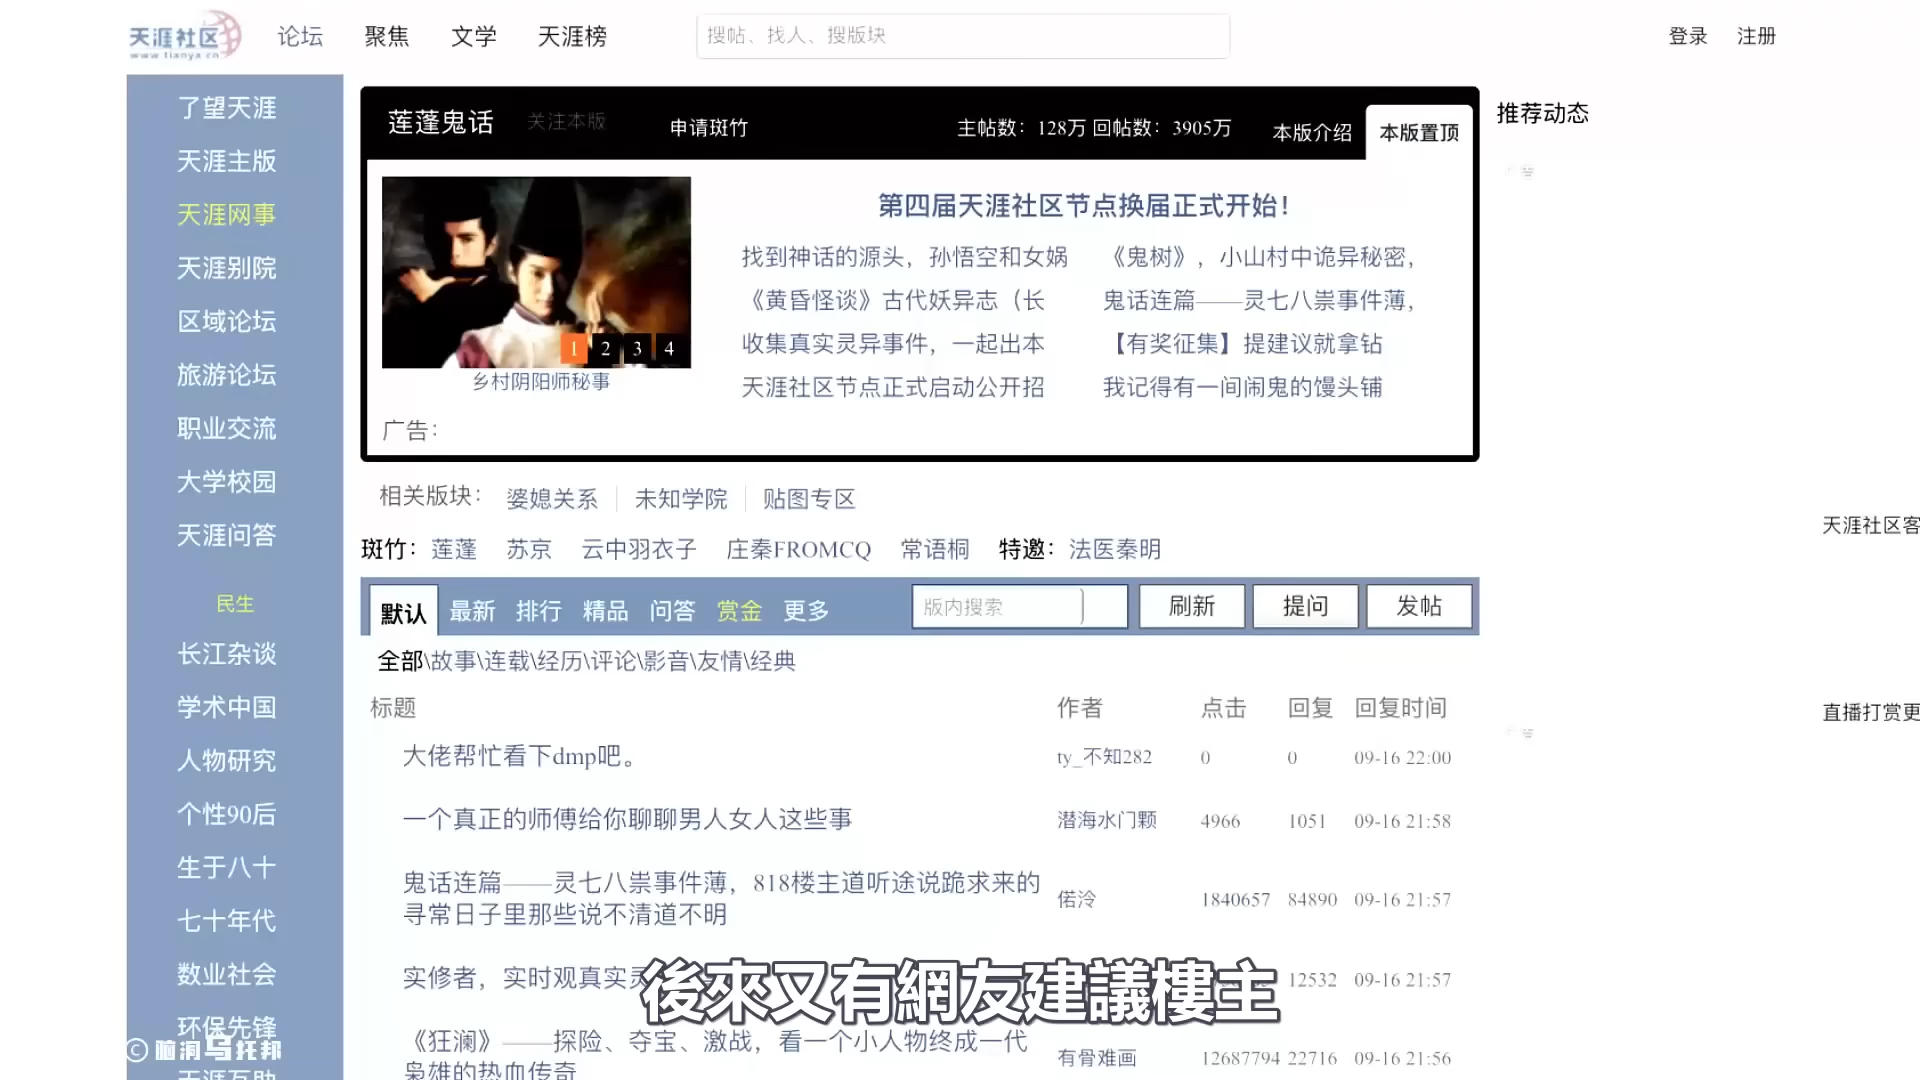 天涯社区
www.tianya.cn
论坛 聚焦 文学 天涯榜
搜帖、找人、搜版块
登录 注册
了望天涯
天涯主版
天涯网事
天涯别院
区域论坛
旅游论坛
职业交流
大学校园
天涯问答
民生
长江杂谈
学术中国
人物研究
个性90后
生于八十
七十年代
数业社会
环保先锋
天涯互助
莲蓬鬼话 关注本版 申请斑竹 主帖数：128万 回帖数：3905万 本版介绍 本版置顶
第四届天涯社区节点换届正式开始！
找到神话的源头，孙悟空和女娲 《鬼树》，小山村中诡异秘密，
《黄昏怪谈》古代妖异志（长 鬼话连篇——灵七八祟事件薄，
收集真实灵异事件，一起出本 【有奖征集】提建议就拿钻
天涯社区节点正式启动公开招 我记得有一间闹鬼的馒头铺
1 2 3 4
乡村阴阳师秘事
广告：
相关版块： 婆媳关系 未知学院 贴图专区
斑竹： 莲蓬 苏京 云中羽衣子 庄秦FROMCQ 常语桐 特邀： 法医秦明
默认 最新 排行 精品 问答 赏金 更多 版内搜索 刷新 提问 发帖
全部\故事\连载\经历\评论\影音\友情\经典
标题 作者 点击 回复 回复时间
大佬帮忙看下dmp吧。 ty_不知282 0 0 09-16 22:00
一个真正的师傅给你聊聊男人女人这些事 潜海水门颗 4966 1051 09-16 21:58
鬼话连篇——灵七八祟事件薄，818楼主道听途说跪求来的
寻常日子里那些说不清道不明 偌泠 1840657 84890 09-16 21:57
实修者，实时观真实灵 12532 09-16 21:57
《狂澜》——探险、夺宝、激战，看一个小人物终成一代
枭雄的热血传奇 有骨难画 12687794 22716 09-16 21:56
推荐动态
天涯社区客
直播打赏更
後來又有網友建議樓主
© 脑洞乌托邦